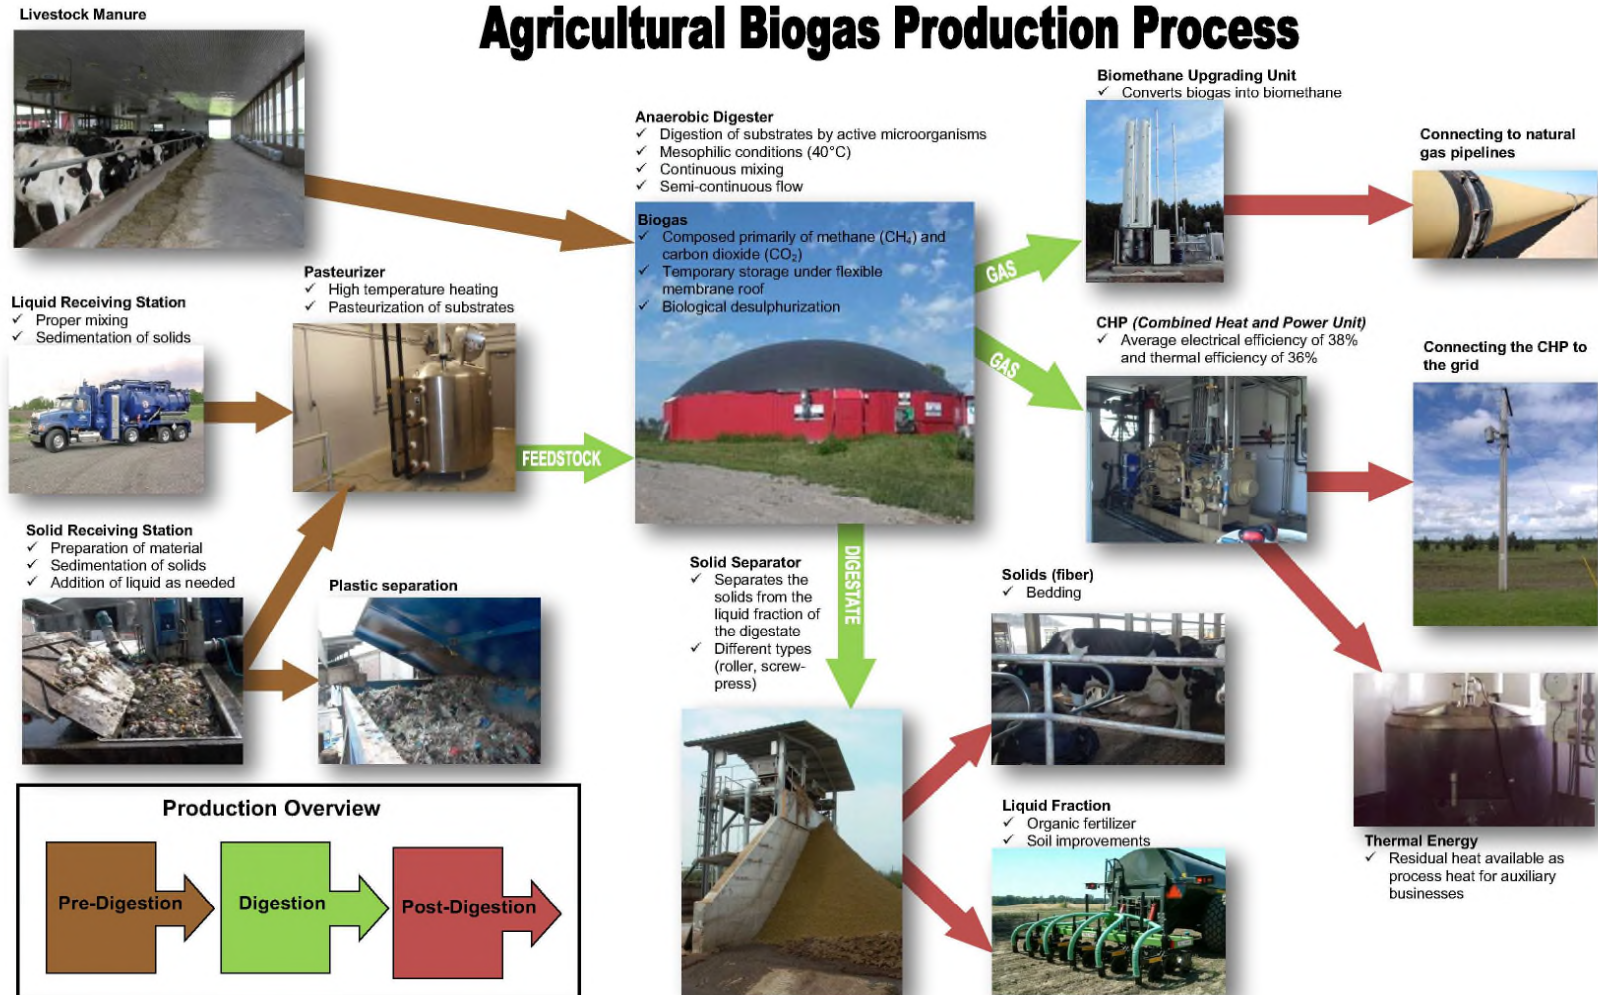 Agricultural Biogas Production Process
Livestock Manure
Liquid Receiving Station
✓ Proper mixing
✓ Sedimentation of solids
Pasteurizer
✓ High temperature heating
✓ Pasteurization of substrates
Solid Receiving Station
✓ Preparation of material
✓ Sedimentation of solids
✓ Addition of liquid as needed
Plastic separation
FEEDSTOCK
Anaerobic Digester
✓ Digestion of substrates by active microorganisms
✓ Mesophilic conditions (40°C)
✓ Continuous mixing
✓ Semi-continuous flow
Biogas
✓ Composed primarily of methane (CH₄) and
carbon dioxide (CO₂)
✓ Temporary storage under flexible
membrane roof
✓ Biological desulphurization
GAS
GAS
DIGESTATE
Biomethane Upgrading Unit
✓ Converts biogas into biomethane
Connecting to natural
gas pipelines
CHP (Combined Heat and Power Unit)
✓ Average electrical efficiency of 38%
and thermal efficiency of 36%
Connecting the CHP to
the grid
Solid Separator
✓ Separates the
solids from the
liquid fraction of
the digestate
✓ Different types
(roller, screw-
press)
Solids (fiber)
✓ Bedding
Liquid Fraction
✓ Organic fertilizer
✓ Soil improvements
Thermal Energy
✓ Residual heat available as
process heat for auxiliary
businesses
Production Overview
Pre-Digestion
Digestion
Post-Digestion